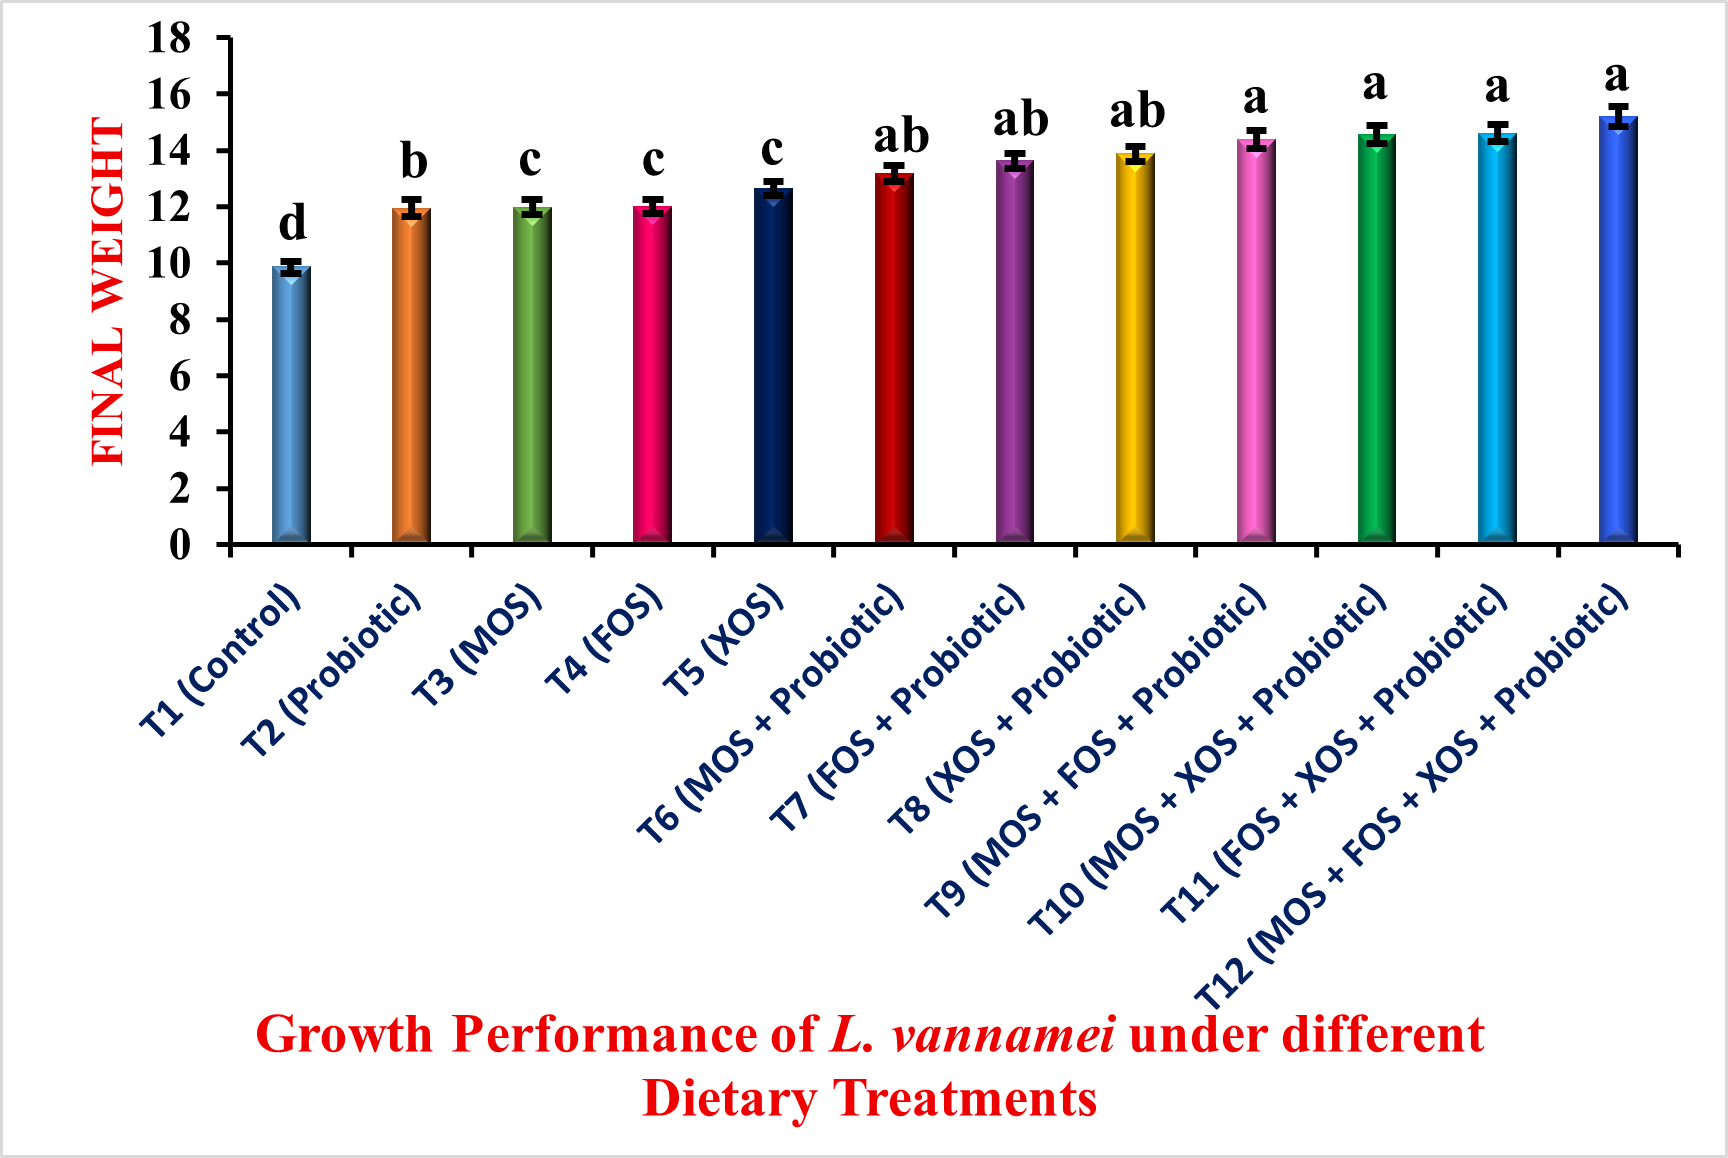 FINAL WEIGHT
18
16
14
12
10
8
6
4
2
0
d
b
c
c
c
ab
ab
ab
a
a
a
a
T1 (Control)
T2 (Probiotic)
T3 (MOS)
T4 (FOS)
T5 (XOS)
T6 (MOS + Probiotic)
T7 (FOS + Probiotic)
T8 (XOS + Probiotic)
T9 (MOS + FOS + Probiotic)
T10 (MOS + XOS + Probiotic)
T11 (FOS + XOS + Probiotic)
T12 (MOS + FOS + XOS + Probiotic)
Growth Performance of L. vannamei under different
Dietary Treatments